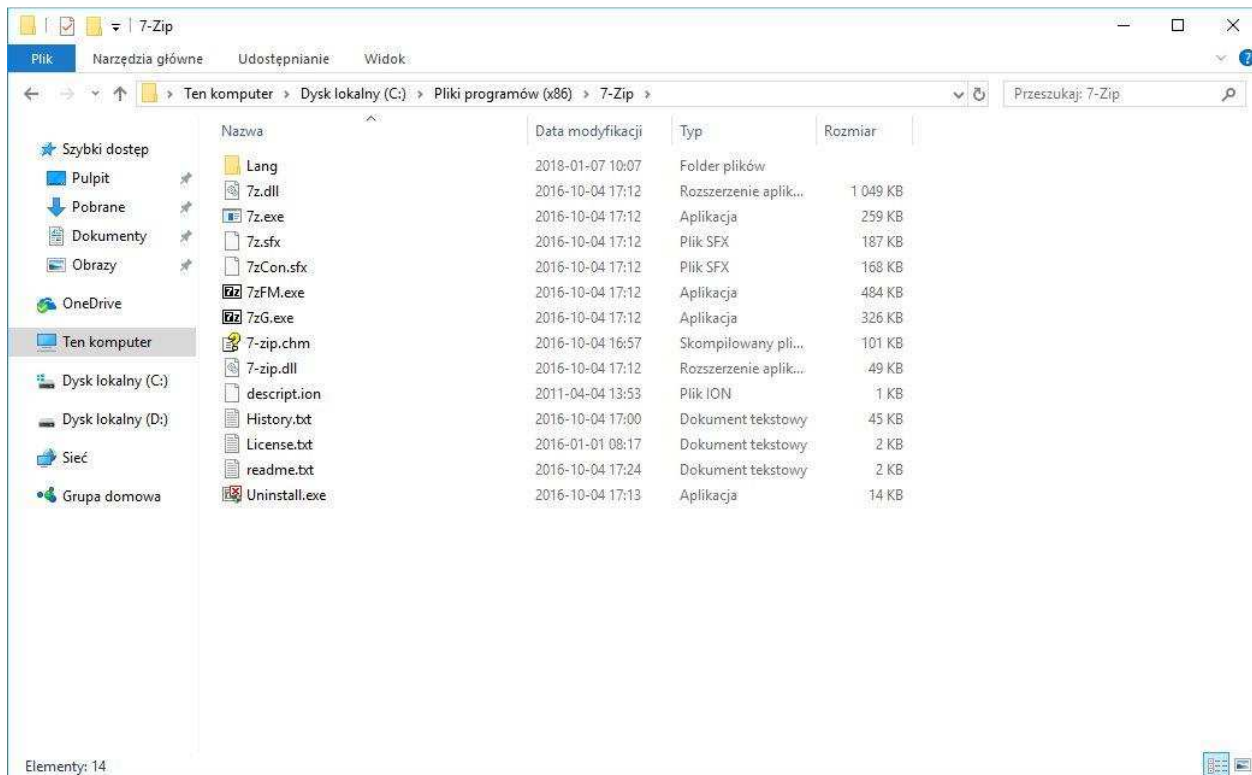 7-Zip
Plik Narzędzia główne Udostępnianie Widok
Ten komputer > Dysk lokalny (C:) > Pliki programów (x86) > 7-Zip >
Przeszukaj: 7-Zip
Szybki dostęp
Pulpit
Pobrane
Dokumenty
Obrazy
OneDrive
Ten komputer
Dysk lokalny (C:)
Dysk lokalny (D:)
Sieć
Grupa domowa
Nazwa Data modyfikacji Typ Rozmiar
Lang 2018-01-07 10:07 Folder plików
7z.dll 2016-10-04 17:12 Rozszerzenie aplik... 1 049 KB
7z.exe 2016-10-04 17:12 Aplikacja 259 KB
7z.sfx 2016-10-04 17:12 Plik SFX 187 KB
7zCon.sfx 2016-10-04 17:12 Plik SFX 168 KB
7zFM.exe 2016-10-04 17:12 Aplikacja 484 KB
7zG.exe 2016-10-04 17:12 Aplikacja 326 KB
7-zip.chm 2016-10-04 16:57 Skompilowany pli... 101 KB
7-zip.dll 2016-10-04 17:12 Rozszerzenie aplik... 49 KB
descript.ion 2011-04-04 13:53 Plik ION 1 KB
History.txt 2016-10-04 17:00 Dokument tekstowy 45 KB
License.txt 2016-01-01 08:17 Dokument tekstowy 2 KB
readme.txt 2016-10-04 17:24 Dokument tekstowy 2 KB
Uninstall.exe 2016-10-04 17:13 Aplikacja 14 KB
Elementy: 14